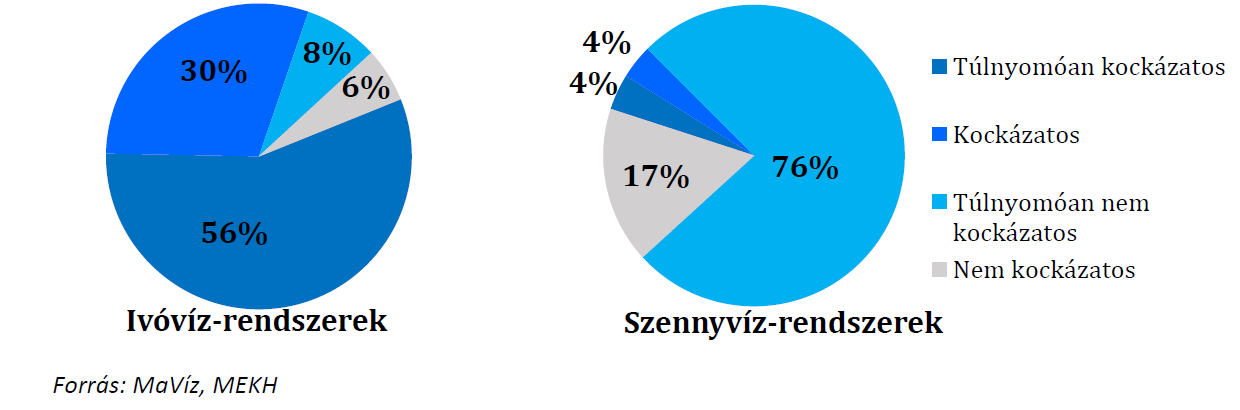 30%
8%
6%
56%
Ivóvíz-rendszerek
4%
4%
17%
76%
Szennyvíz-rendszerek
Túlnyomóan kockázatos
Kockázatos
Túlnyomóan nem
kockázatos
Nem kockázatos
Forrás: MaVíz, MEKH